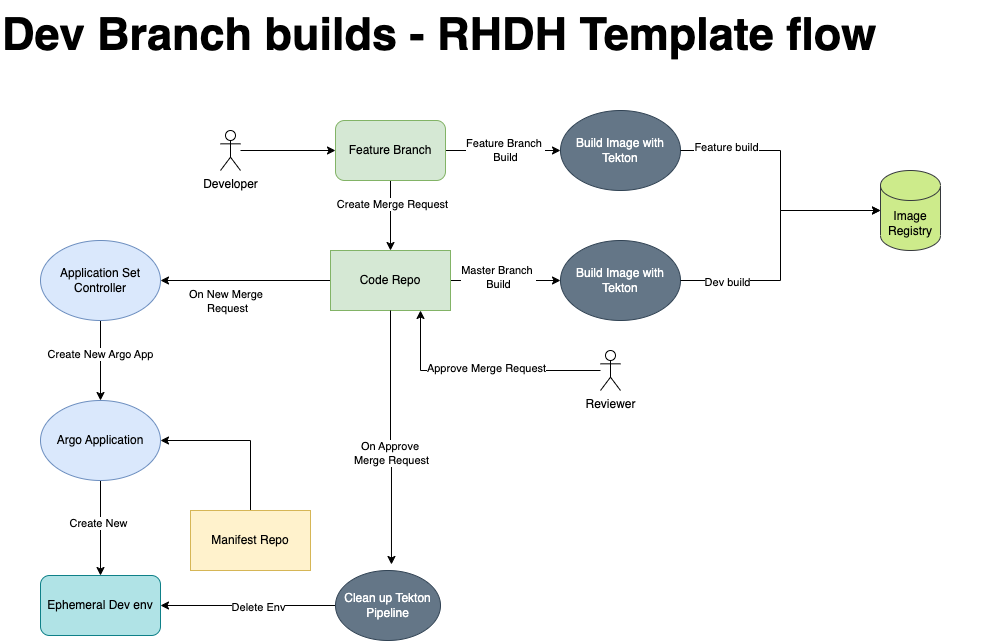 Dev Branch builds - RHDH Template flow
Developer
Feature Branch
Feature Branch
Build
Build Image with
Tekton
Feature build
Image
Registry
Create Merge Request
Application Set
Controller
On New Merge
Request
Code Repo
Master Branch
Build
Build Image with
Tekton
Dev build
Create New Argo App
Approve Merge Request
Reviewer
Argo Application
On Approve
Merge Request
Create New
Manifest Repo
Ephemeral Dev env
Delete Env
Clean up Tekton
Pipeline